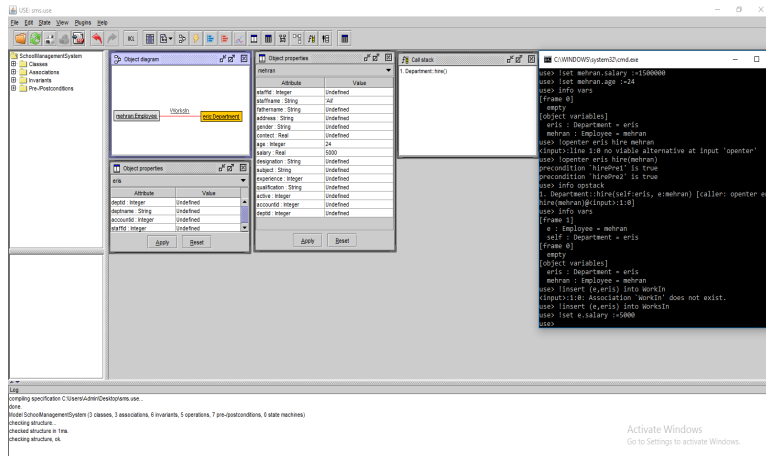 USE: sms.use
File Edit State View Plugins Help
OCL
SchoolManagementSystem
Classes
Associations
Invariants
Pre-/Postconditions
Object diagram
mehran:Employee
WorksIn
eris:Department
Object properties
eris
Attribute Value
deptid : Integer Undefined
deptname : String Undefined
accountid : Integer Undefined
staffid : Integer Undefined
Apply Reset
Object properties
mehran
Attribute Value
staffid : Integer Undefined
staffname : String 'Ali'
fathername : String Undefined
address : String Undefined
gender : String Undefined
contect : Real Undefined
age : Integer 24
salary : Real 5000
designation : String Undefined
subject : String Undefined
experience : Integer Undefined
qualification : String Undefined
active : Integer Undefined
accountid : Integer Undefined
deptid : Integer Undefined
Apply Reset
Call stack
1. Department::hire()
C:\WINDOWS\system32\cmd.exe
use> !set mehran.salary :=1500000
use> !set mehran.age :=24
use> info vars
[frame 0]
empty
[object variables]
eris : Department = eris
mehran : Employee = mehran
use> !openter eris hire(mehran)
<input>:line 1:0 no viable alternative at input 'openter'
use> !openter eris hire(mehran)
precondition `hirePre1' is true
precondition `hirePre2' is true
use> info opstack
1. Department::hire(self:eris, e:mehran) [caller: openter er
hire(mehran)@<input>:1:0]
use> info vars
[frame 1]
e : Employee = mehran
self : Department = eris
[frame 0]
empty
[object variables]
eris : Department = eris
mehran : Employee = mehran
use> !insert (e,eris) into WorkIn
<input>:1:0: Association `WorkIn' does not exist.
use> !insert (e,eris) into WorksIn
use> !set e.salary :=5000
use>
Log
compiling specification C:\Users\Admin\Desktop\sms.use...
done.
Model SchoolManagementSystem (3 classes, 3 associations, 6 invariants, 5 operations, 7 pre-/postconditions, 0 state machines)
checking structure...
checked structure in 1ms.
checking structure, ok.
Activate Windows
Go to Settings to activate Windows.